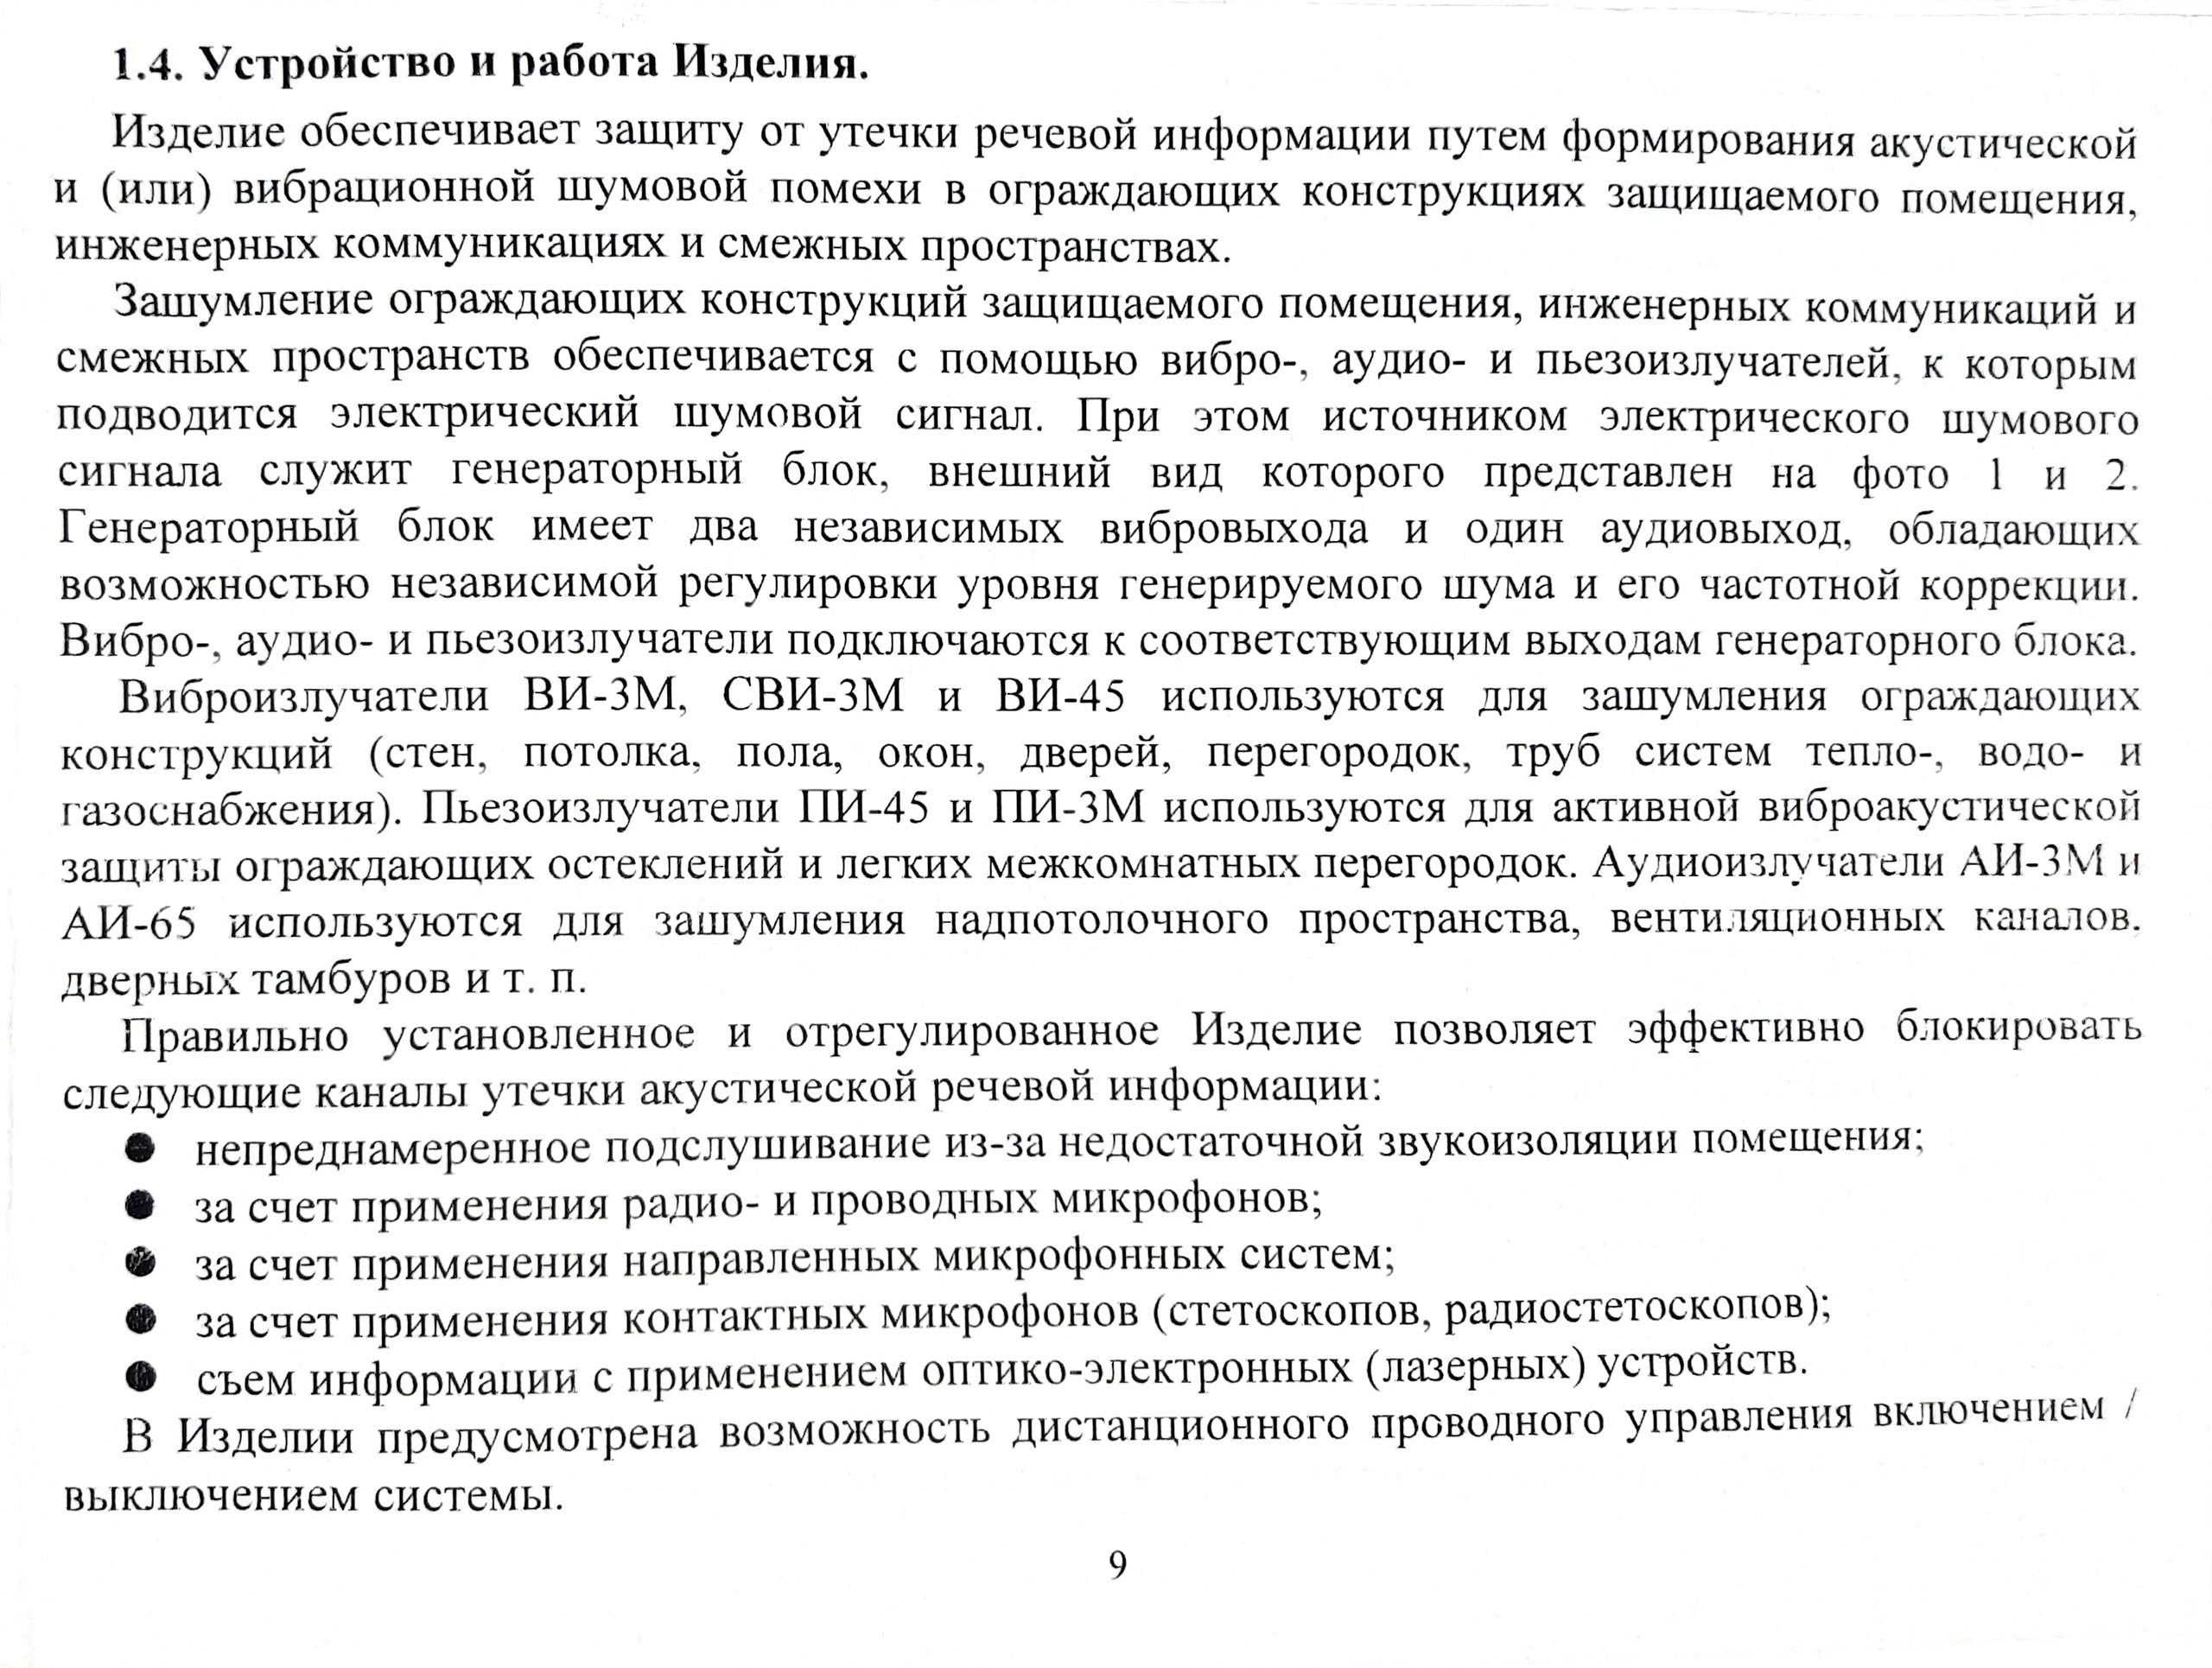 1.4. Устройство и работа Изделия.
Изделие обеспечивает защиту от утечки речевой информации путем формирования акустической
и (или) вибрационной шумовой помехи в ограждающих конструкциях защищаемого помещения,
инженерных коммуникациях и смежных пространствах.
Зашумление ограждающих конструкций защищаемого помещения, инженерных коммуникаций и
смежных пространств обеспечивается с помощью вибро-, аудио- и пьезоизлучателей, к которым
подводится электрический шумовой сигнал. При этом источником электрического шумового
сигнала служит генераторный блок, внешний вид которого представлен на фото 1 и 2.
Генераторный блок имеет два независимых вибровыхода и один аудиовыход, обладающих
возможностью независимой регулировки уровня генерируемого шума и его частотной коррекции.
Вибро-, аудио- и пьезоизлучатели подключаются к соответствующим выходам генераторного блока.
Виброизлучатели ВИ-3М, СВИ-3М и ВИ-45 используются для зашумления ограждающих
конструкций (стен, потолка, пола, окон, дверей, перегородок, труб систем тепло-, водо- и
газоснабжения). Пьезоизлучатели ПИ-45 и ПИ-3М используются для активной виброакустической
защиты ограждающих остеклений и легких межкомнатных перегородок. Аудиоизлучатели АИ-3М и
АИ-65 используются для зашумления надпотолочного пространства, вентиляционных каналов,
дверных тамбуров и т. п.
Правильно установленное и отрегулированное Изделие позволяет эффективно блокировать
следующие каналы утечки акустической речевой информации:
● непреднамеренное подслушивание из-за недостаточной звукоизоляции помещения;
● за счет применения радио- и проводных микрофонов;
● за счет применения направленных микрофонных систем;
● за счет применения контактных микрофонов (стетоскопов, радиостетоскопов);
● съем информации с применением оптико-электронных (лазерных) устройств.
В Изделии предусмотрена возможность дистанционного проводного управления включением /
выключением системы.
9